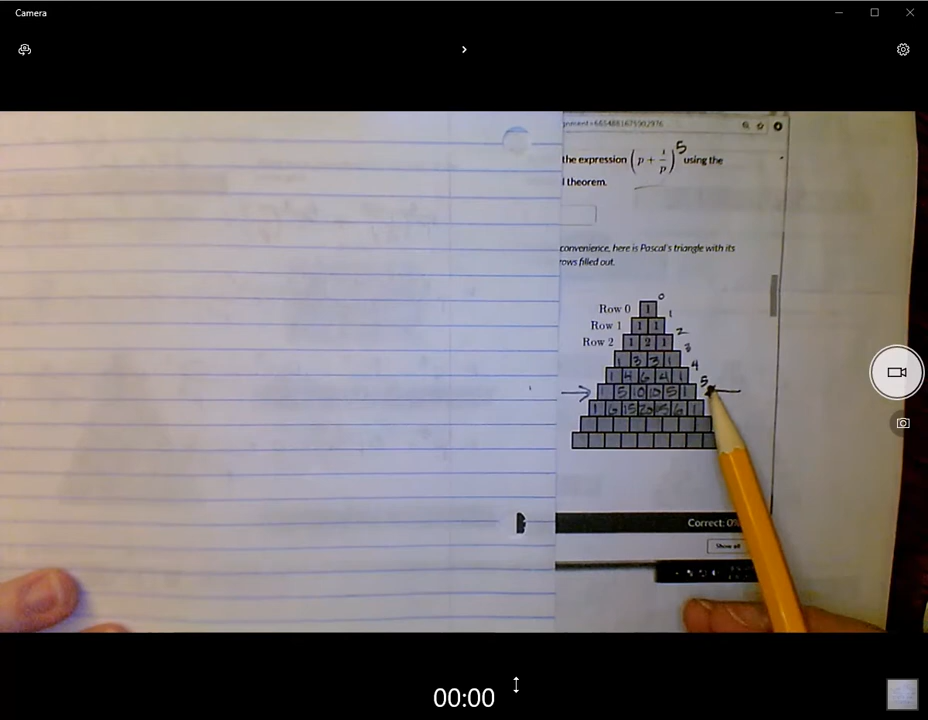 Camera
gnment=6654881675902976
the expression (p + 1/p)^5 using the
l theorem.
convenience, here is Pascal's triangle with its
rows filled out.
0
Row 0 1
1
Row 1 1 1
2
Row 2 1 2 1
3
1 3 3 1
4
1 4 6 4 1
5
1 5 10 10 5 1
1 6 15 20 15 6 1
Correct: 0%
Show all
00:00